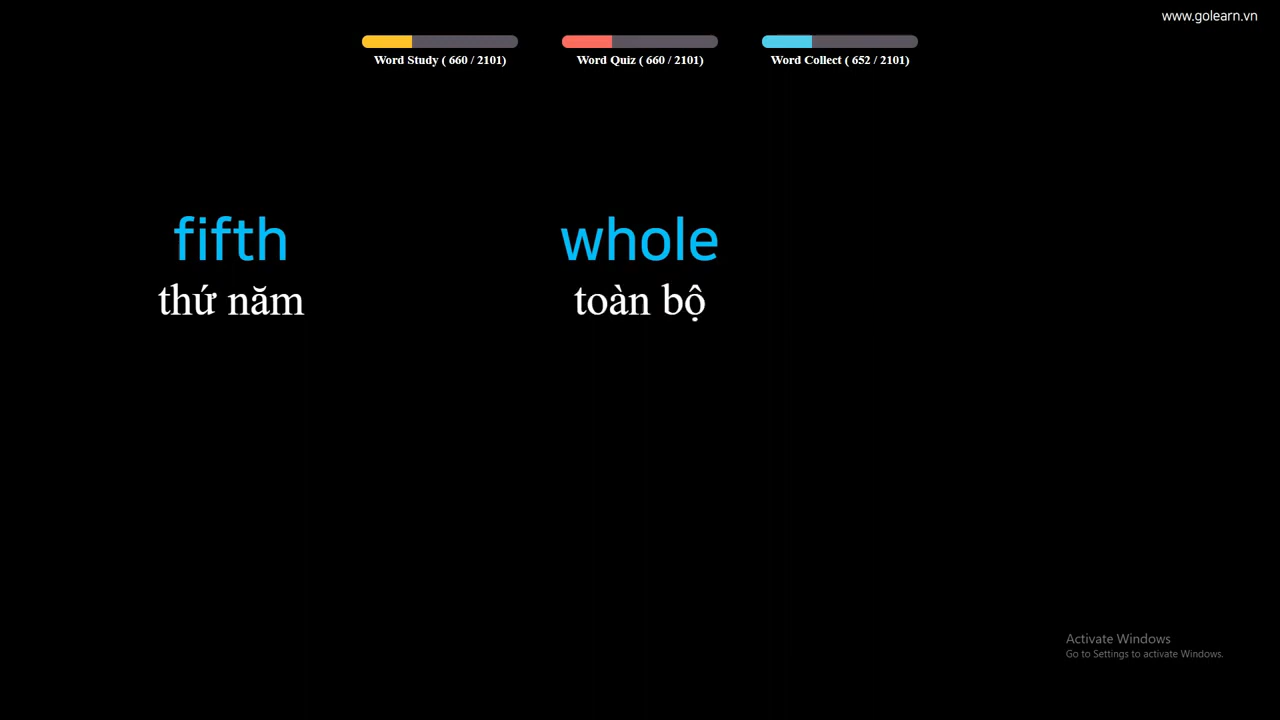 www.golearn.vn
Word Study ( 660 / 2101)
Word Quiz ( 660 / 2101)
Word Collect ( 652 / 2101)
fifth
thứ năm
whole
toàn bộ
Activate Windows
Go to Settings to activate Windows.